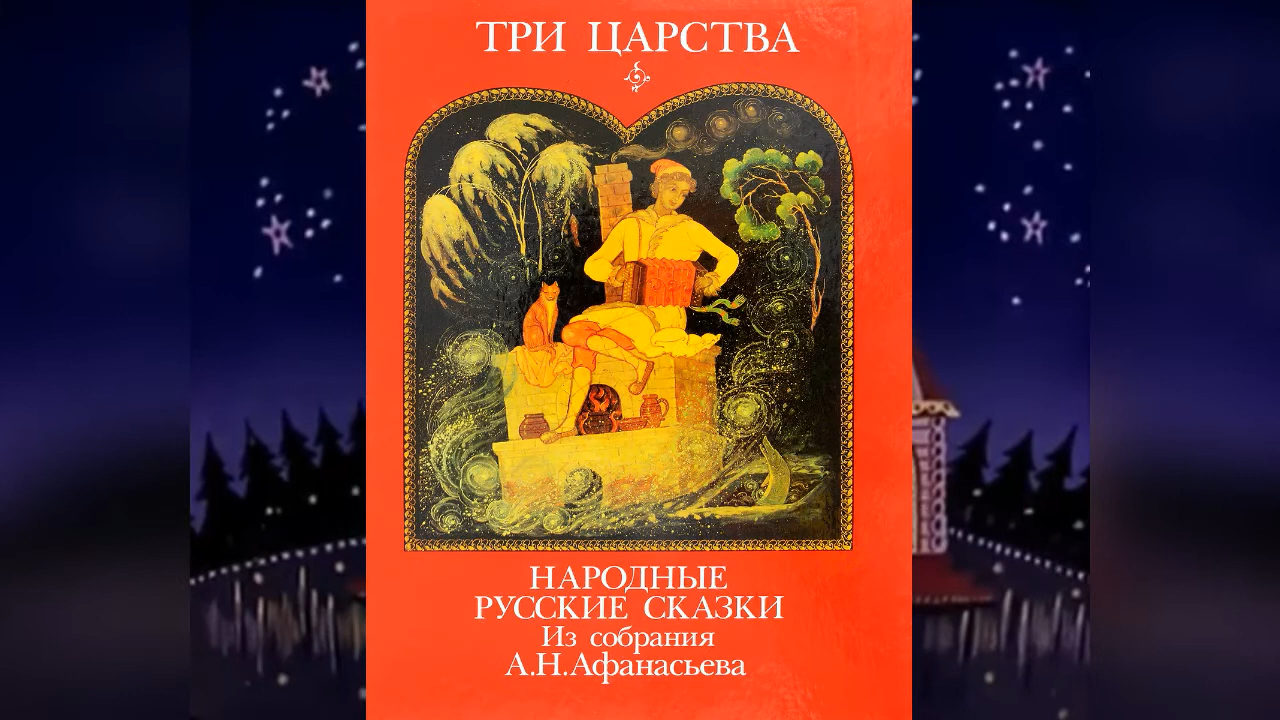 ТРИ ЦАРСТВА
НАРОДНЫЕ
РУССКИЕ СКАЗКИ
Из собрания
А.Н.Афанасьева